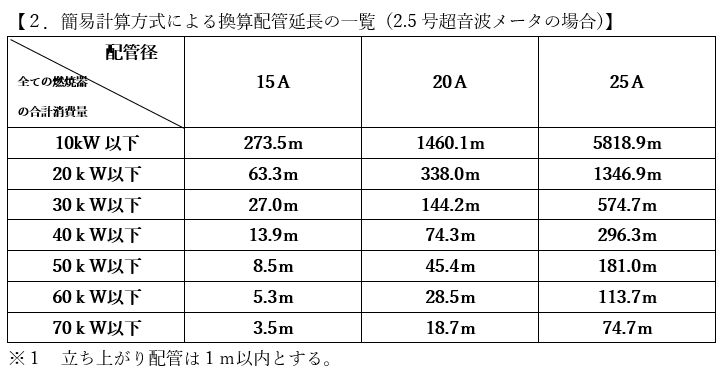 【２．簡易計算方式による換算配管延長の一覧（2.5 号超音波メータの場合）】
配管径
全ての燃焼器
の合計消費量
15Ａ 20Ａ 25Ａ
10kW 以下 273.5ｍ 1460.1ｍ 5818.9ｍ
20ｋＷ以下 63.3ｍ 338.0ｍ 1346.9ｍ
30ｋＷ以下 27.0ｍ 144.2ｍ 574.7ｍ
40ｋＷ以下 13.9ｍ 74.3ｍ 296.3ｍ
50ｋＷ以下 8.5ｍ 45.4ｍ 181.0ｍ
60ｋＷ以下 5.3ｍ 28.5ｍ 113.7ｍ
70ｋＷ以下 3.5ｍ 18.7ｍ 74.7ｍ
※１　立ち上がり配管は１ｍ以内とする。